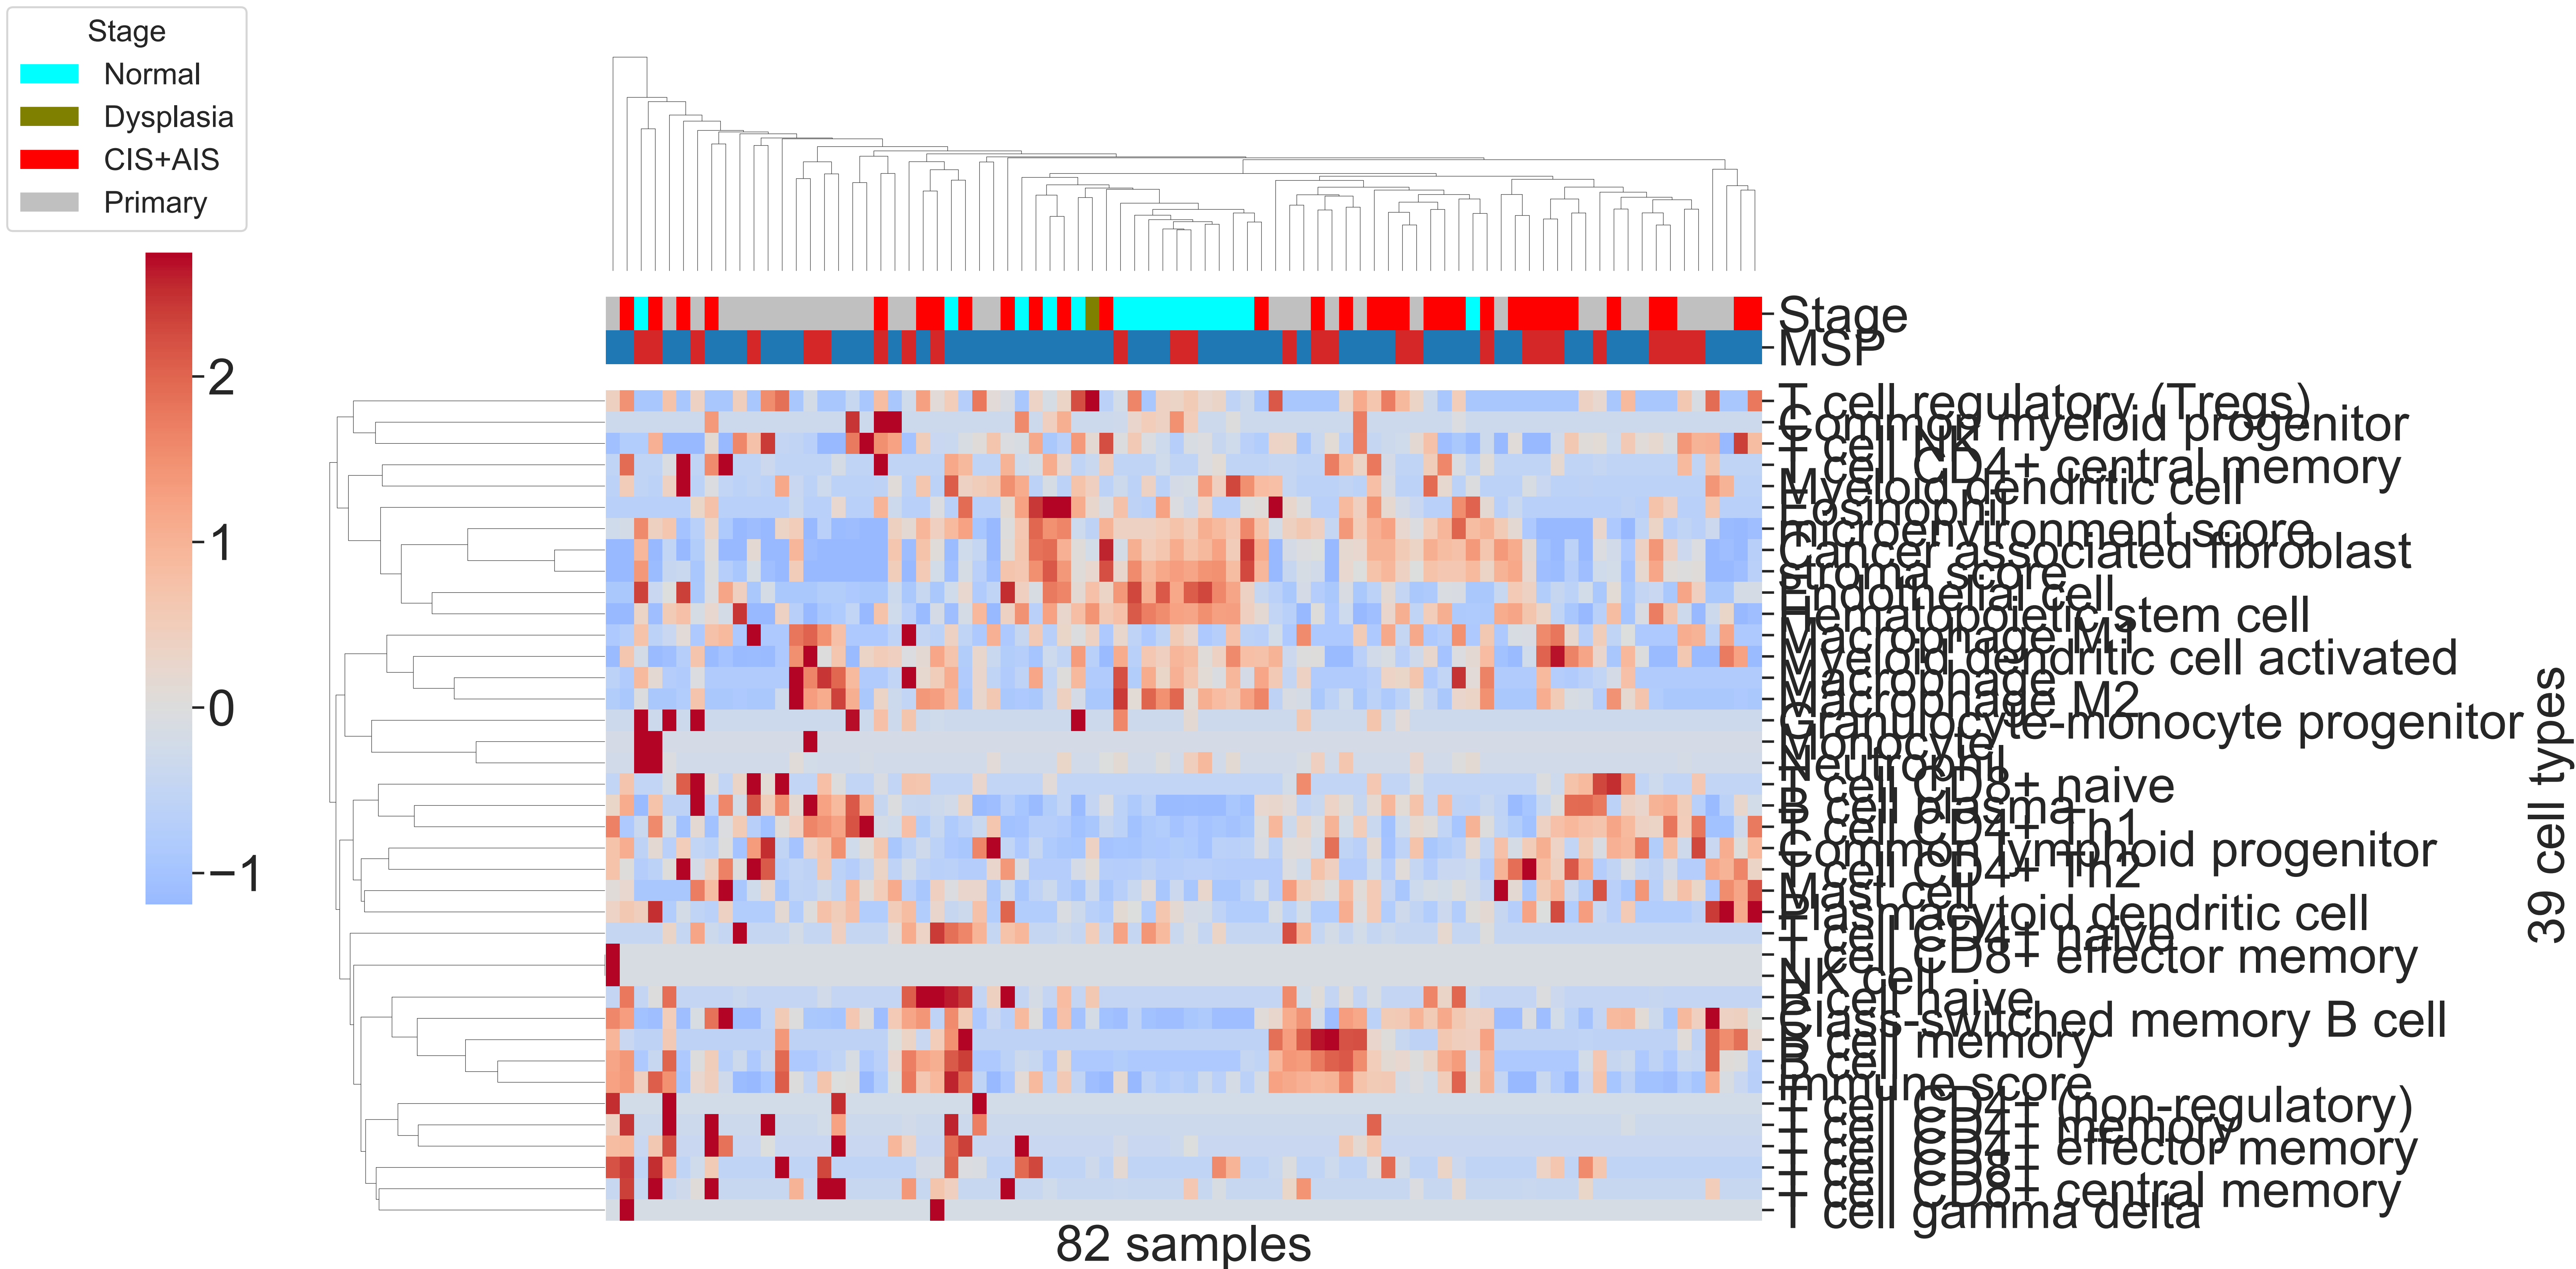 Stage
Normal
Dysplasia
CIS+AIS
Primary
2
1
0
−1
Stage
MSP
T cell regulatory (Tregs)
Common myeloid progenitor
T cell NK
T cell CD4+ central memory
Myeloid dendritic cell
Eosinophil
microenvironment score
Cancer associated fibroblast
stroma score
Endothelial cell
Hematopoietic stem cell
Macrophage M1
Myeloid dendritic cell activated
Macrophage
Macrophage M2
Granulocyte-monocyte progenitor
Monocyte
Neutrophil
T cell CD8+ naive
B cell plasma
T cell CD4+ Th1
Common lymphoid progenitor
T cell CD4+ Th2
Mast cell
Plasmacytoid dendritic cell
T cell CD4+ naive
T cell CD8+ effector memory
NK cell
B cell naive
Class-switched memory B cell
B cell memory
B cell
immune score
T cell CD4+ (non-regulatory)
T cell CD4+ memory
T cell CD4+ effector memory
T cell CD8+
T cell CD8+ central memory
T cell gamma delta
39 cell types
82 samples